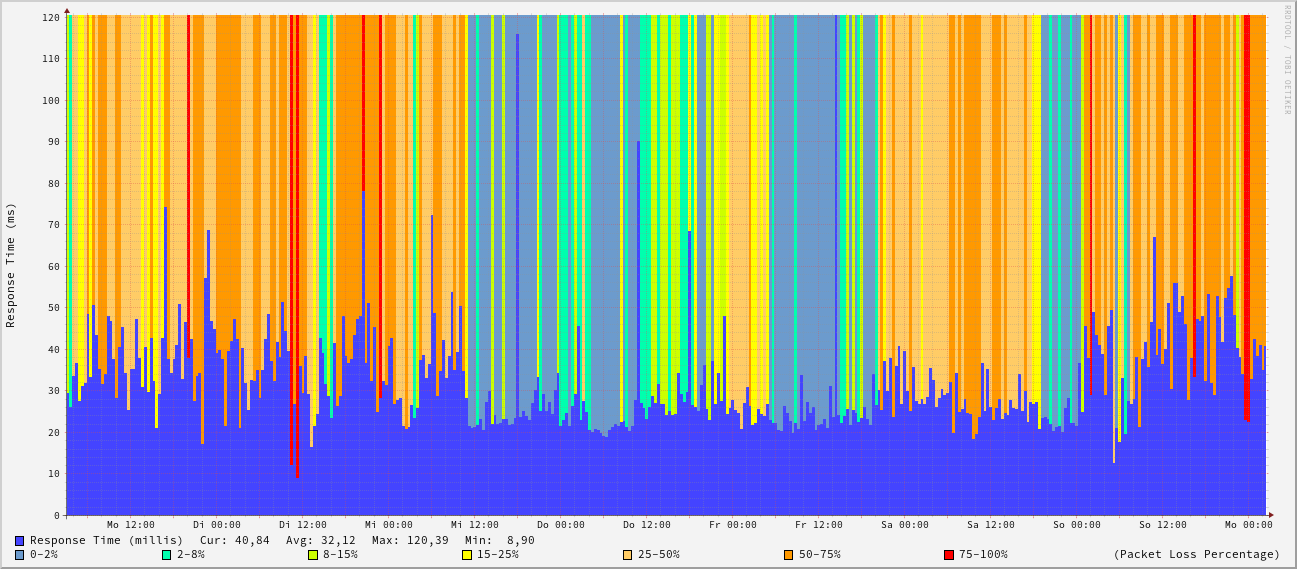 RRDTOOL / TOBI OETIKER
Response Time (ms)
120
110
100
90
80
70
60
50
40
30
20
10
0
Mo 12:00 Di 00:00 Di 12:00 Mi 00:00 Mi 12:00 Do 00:00 Do 12:00 Fr 00:00 Fr 12:00 Sa 00:00 Sa 12:00 So 00:00 So 12:00 Mo 00:00
Response Time (millis) Cur: 40,84 Avg: 32,12 Max: 120,39 Min: 8,90
0-2% 2-8% 8-15% 15-25% 25-50% 50-75% 75-100% (Packet Loss Percentage)